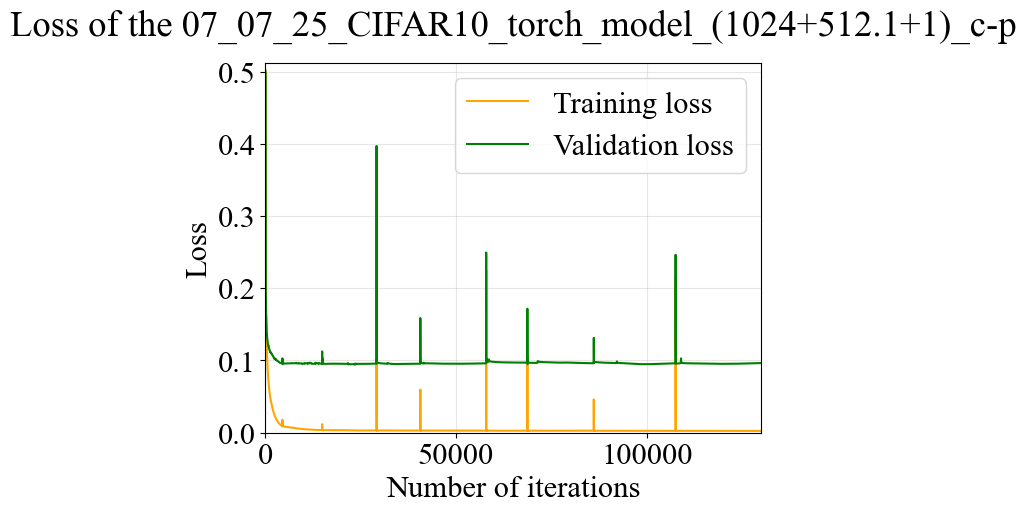 Loss of the 07_07_25_CIFAR10_torch_model_(1024+512.1+1)_c-p
Training loss
Validation loss
Loss
0.5
0.4
0.3
0.2
0.1
0.0
0
50000
100000
Number of iterations